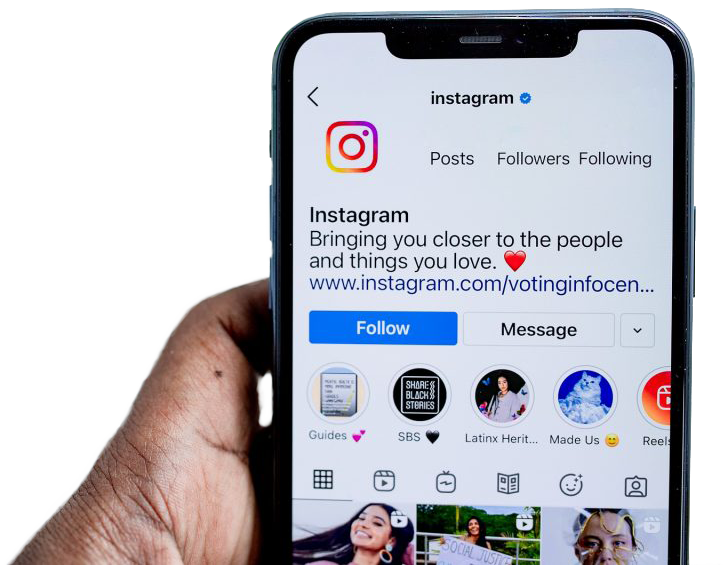 instagram
Posts Followers Following
Instagram
Bringing you closer to the people
and things you love. ❤️
www.instagram.com/votinginfocen...
Follow Message
SHARE
BLACK
STORIES
Guides 💕 SBS 🖤 Latinx Herit... Made Us 😊 Reels
SOCIAL JUSTICE